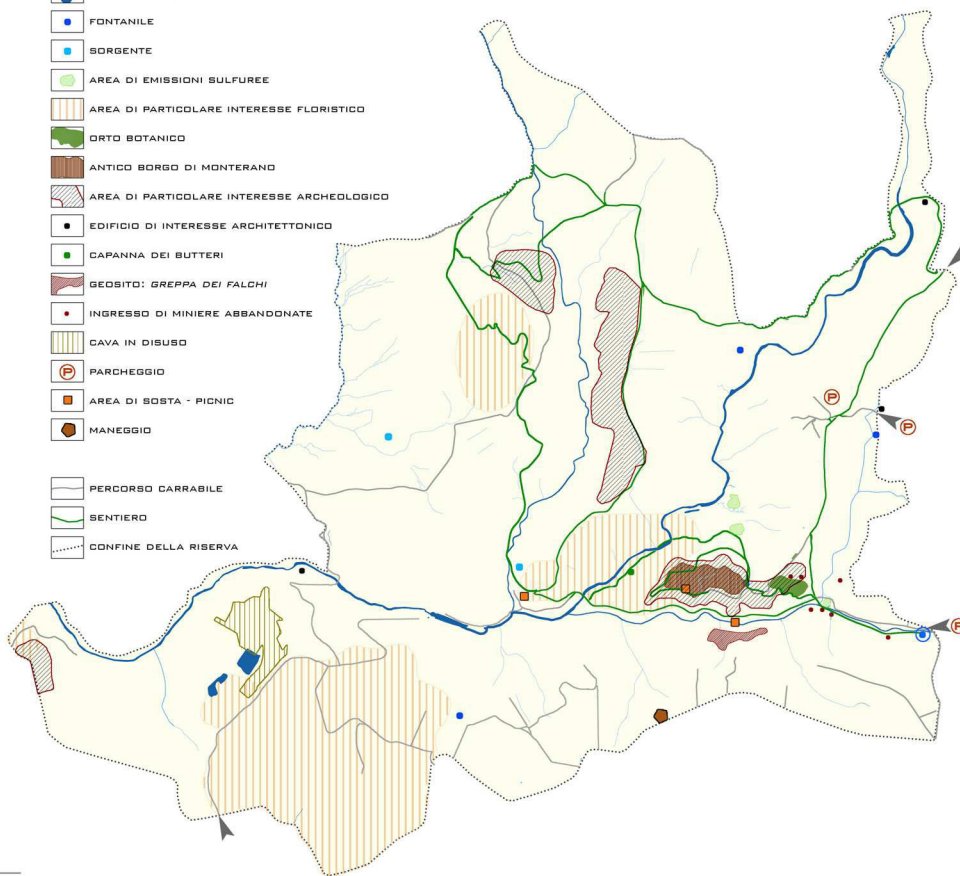 FONTANILE
SORGENTE
AREA DI EMISSIONI SULFUREE
AREA DI PARTICOLARE INTERESSE FLORISTICO
ORTO BOTANICO
ANTICO BORGO DI MONTERANO
AREA DI PARTICOLARE INTERESSE ARCHEOLOGICO
EDIFICIO DI INTERESSE ARCHITETTONICO
CAPANNA DEI BUTTERI
GEOSITO: GREPPA DEI FALCHI
INGRESSO DI MINIERE ABBANDONATE
CAVA IN DISUSO
P PARCHEGGIO
AREA DI SOSTA - PICNIC
MANEGGIO
PERCORSO CARRABILE
SENTIERO
CONFINE DELLA RISERVA
P
P
P